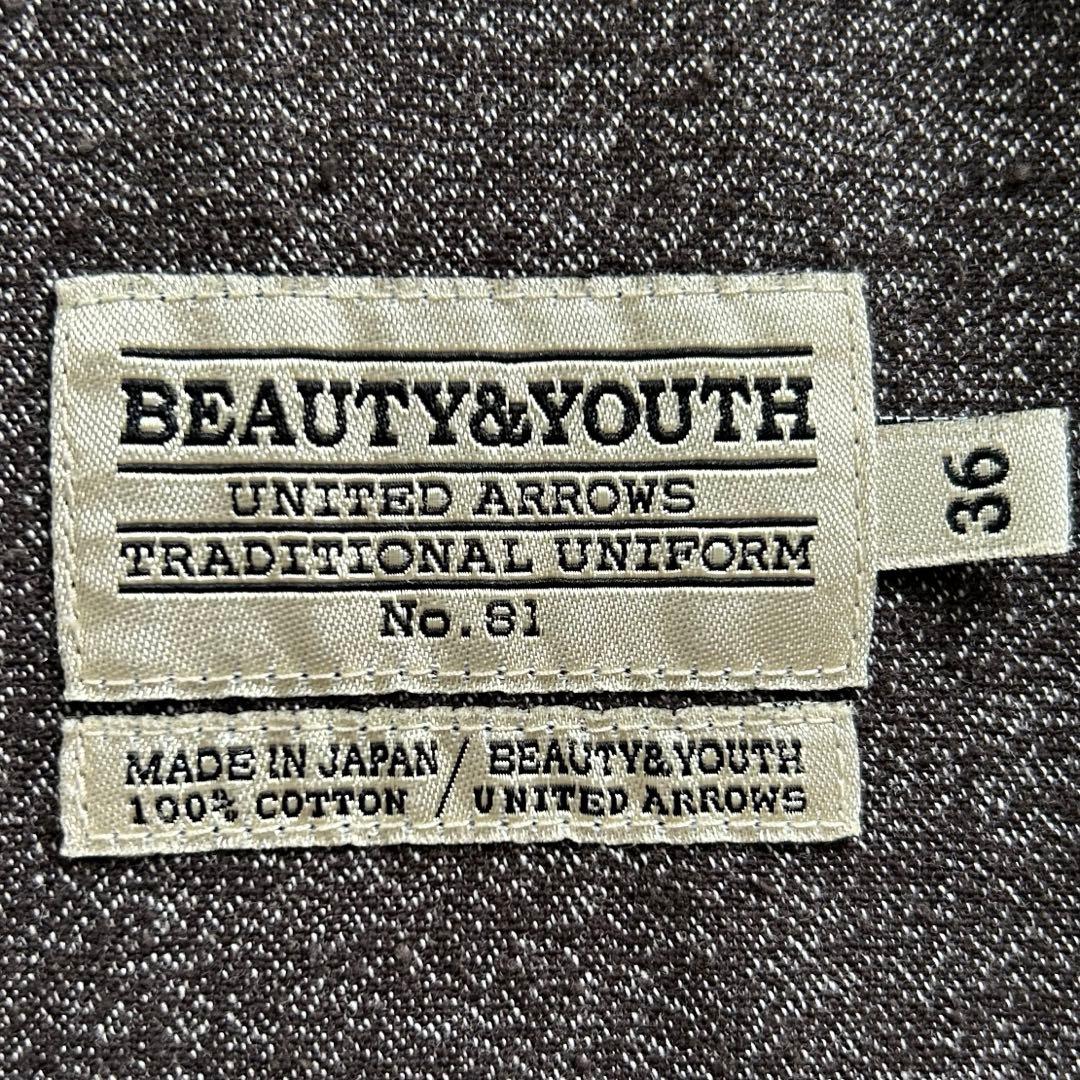 BEAUTY&YOUTH
UNITED ARROWS
TRADITIONAL UNIFORM
No.81
36
MADE IN JAPAN / BEAUTY&YOUTH
100% COTTON / UNITED ARROWS